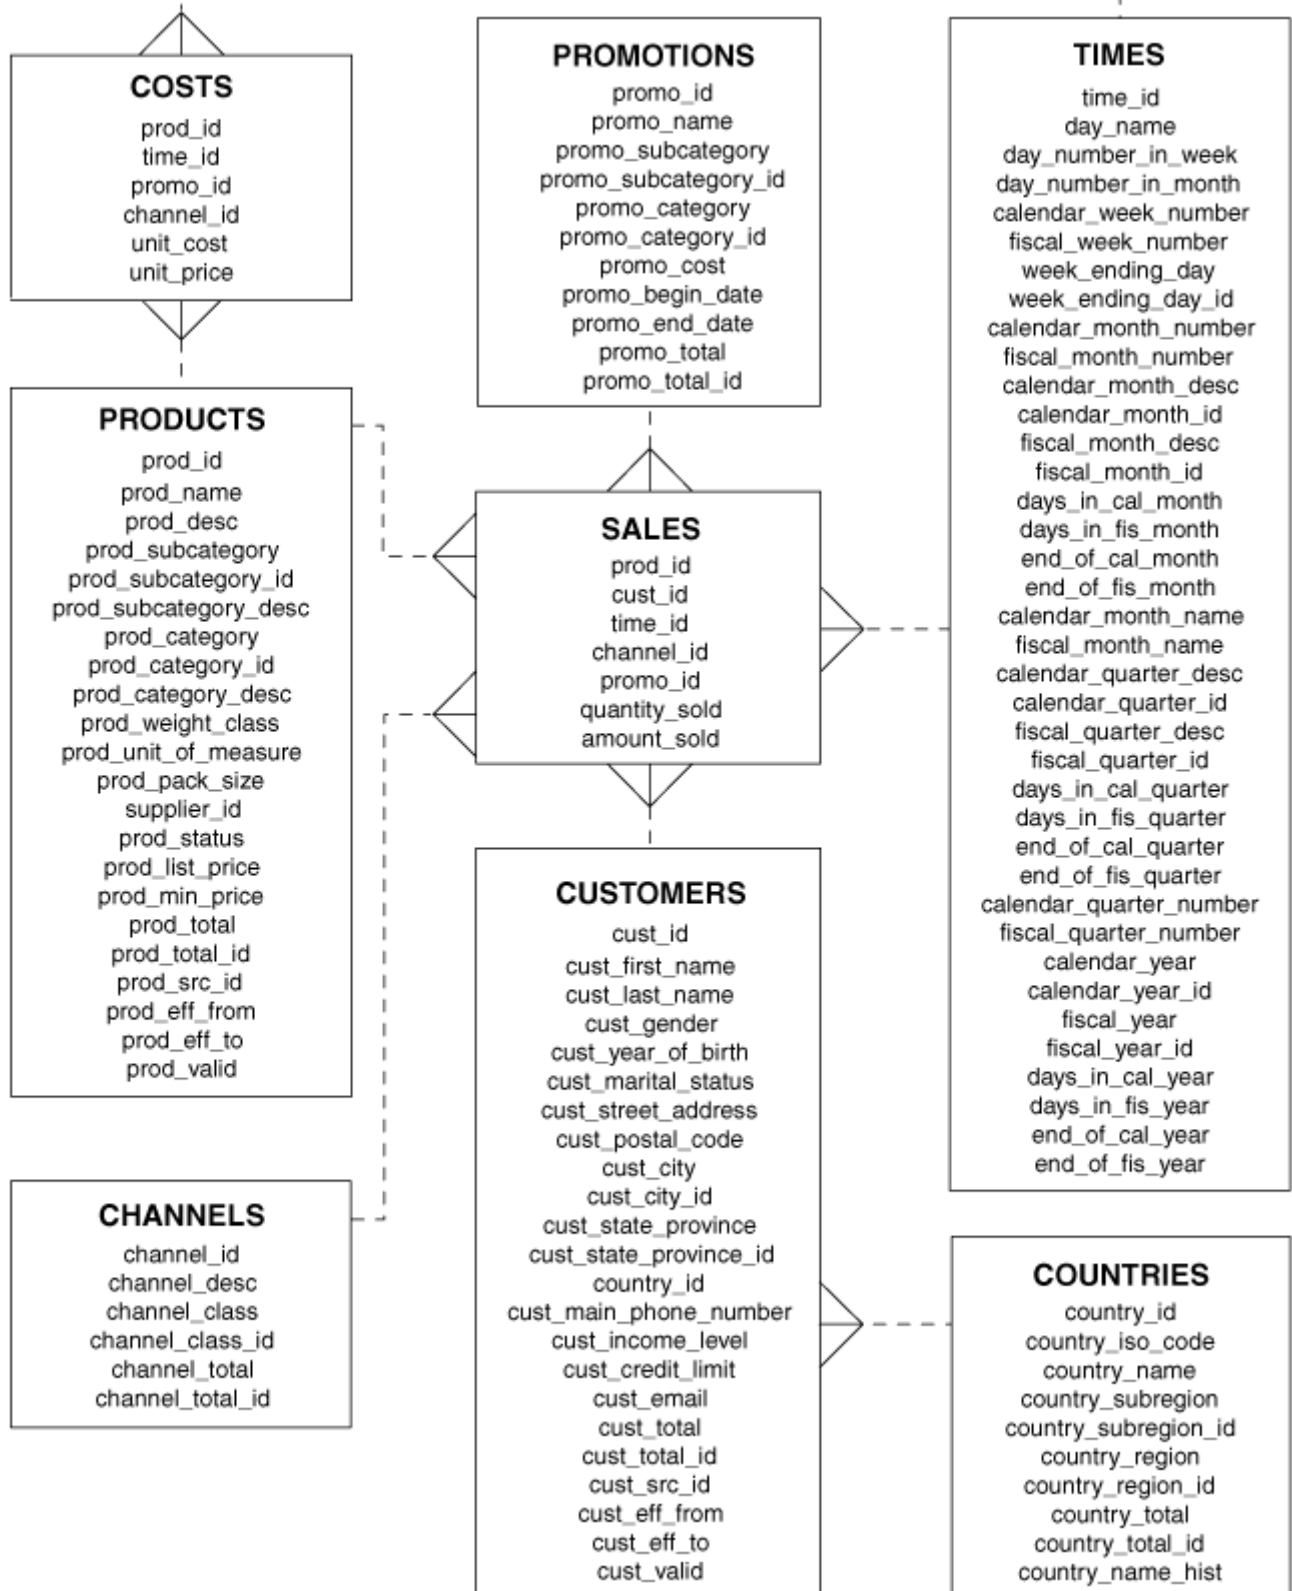 COSTS
prod_id
time_id
promo_id
channel_id
unit_cost
unit_price
PROMOTIONS
promo_id
promo_name
promo_subcategory
promo_subcategory_id
promo_category
promo_category_id
promo_cost
promo_begin_date
promo_end_date
promo_total
promo_total_id
TIMES
time_id
day_name
day_number_in_week
day_number_in_month
calendar_week_number
fiscal_week_number
week_ending_day
week_ending_day_id
calendar_month_number
fiscal_month_number
calendar_month_desc
calendar_month_id
fiscal_month_desc
fiscal_month_id
days_in_cal_month
days_in_fis_month
end_of_cal_month
end_of_fis_month
calendar_month_name
fiscal_month_name
calendar_quarter_desc
calendar_quarter_id
fiscal_quarter_desc
fiscal_quarter_id
days_in_cal_quarter
days_in_fis_quarter
end_of_cal_quarter
end_of_fis_quarter
calendar_quarter_number
fiscal_quarter_number
calendar_year
calendar_year_id
fiscal_year
fiscal_year_id
days_in_cal_year
days_in_fis_year
end_of_cal_year
end_of_fis_year
PRODUCTS
prod_id
prod_name
prod_desc
prod_subcategory
prod_subcategory_id
prod_subcategory_desc
prod_category
prod_category_id
prod_category_desc
prod_weight_class
prod_unit_of_measure
prod_pack_size
supplier_id
prod_status
prod_list_price
prod_min_price
prod_total
prod_total_id
prod_src_id
prod_eff_from
prod_eff_to
prod_valid
SALES
prod_id
cust_id
time_id
channel_id
promo_id
quantity_sold
amount_sold
CUSTOMERS
cust_id
cust_first_name
cust_last_name
cust_gender
cust_year_of_birth
cust_marital_status
cust_street_address
cust_postal_code
cust_city
cust_city_id
cust_state_province
cust_state_province_id
country_id
cust_main_phone_number
cust_income_level
cust_credit_limit
cust_email
cust_total
cust_total_id
cust_src_id
cust_eff_from
cust_eff_to
cust_valid
CHANNELS
channel_id
channel_desc
channel_class
channel_class_id
channel_total
channel_total_id
COUNTRIES
country_id
country_iso_code
country_name
country_subregion
country_subregion_id
country_region
country_region_id
country_total
country_total_id
country_name_hist